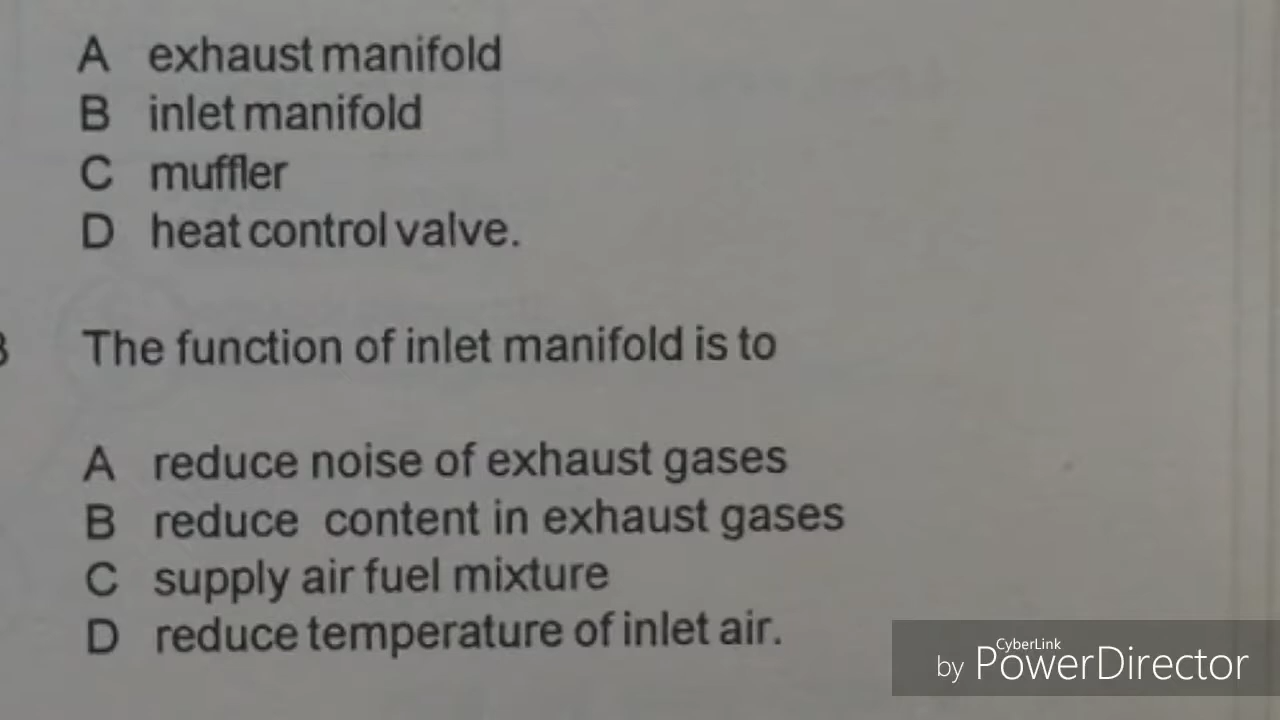 A exhaust manifold
B inlet manifold
C muffler
D heat control valve.
The function of inlet manifold is to
A reduce noise of exhaust gases
B reduce content in exhaust gases
C supply air fuel mixture
D reduce temperature of inlet air.
CyberLink
by PowerDirector